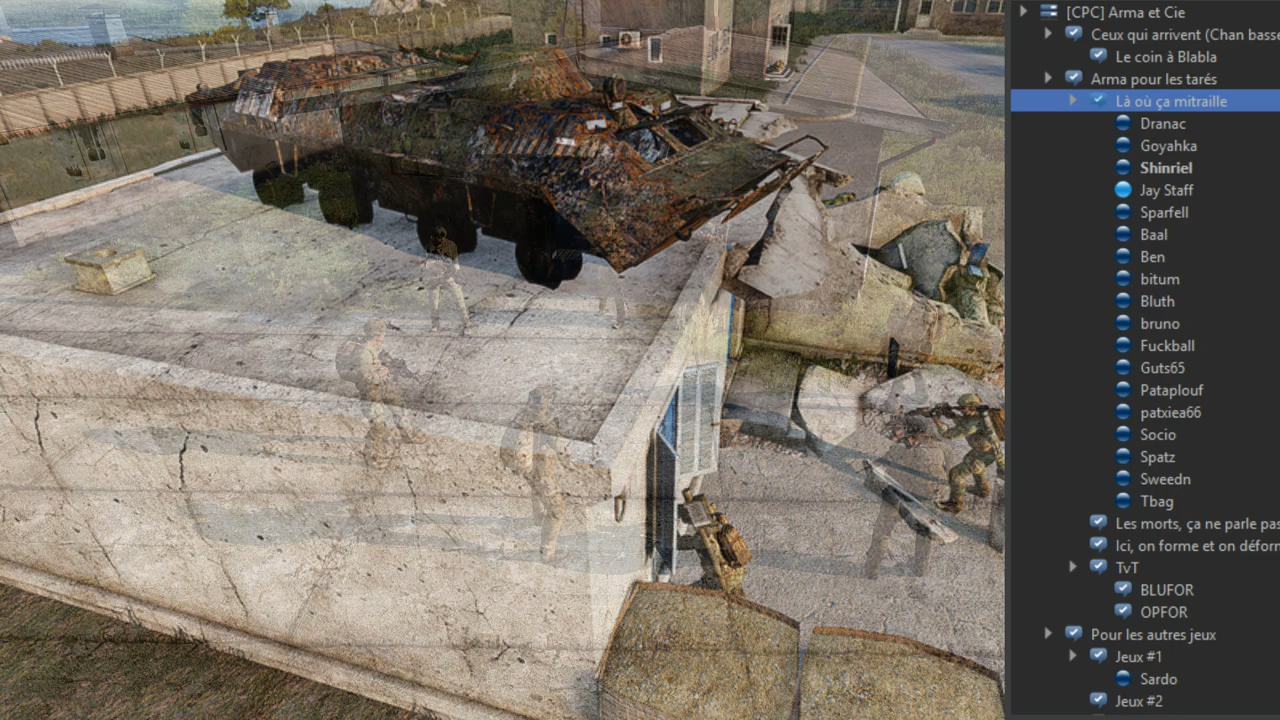 [CPC] Arma et Cie
Ceux qui arrivent (Chan basse
Le coin à Blabla
Arma pour les tarés
Là où ça mitraille
Dranac
Goyahka
Shinriel
Jay Staff
Sparfell
Baal
Ben
bitum
Bluth
bruno
Fuckball
Guts65
Pataplouf
patxiea66
Socio
Spatz
Sweedn
Tbag
Les morts, ça ne parle pas
Ici, on forme et on déform
TvT
BLUFOR
OPFOR
Pour les autres jeux
Jeux #1
Sardo
Jeux #2